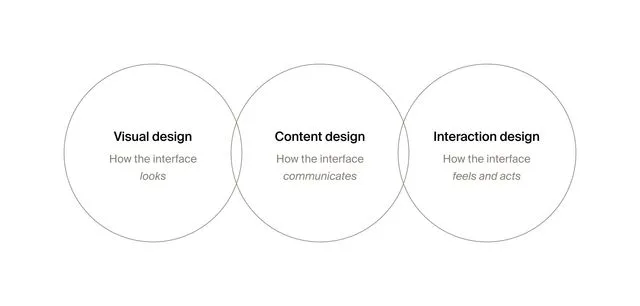 Visual design
How the interface
looks
Content design
How the interface
communicates
Interaction design
How the interface
feels and acts